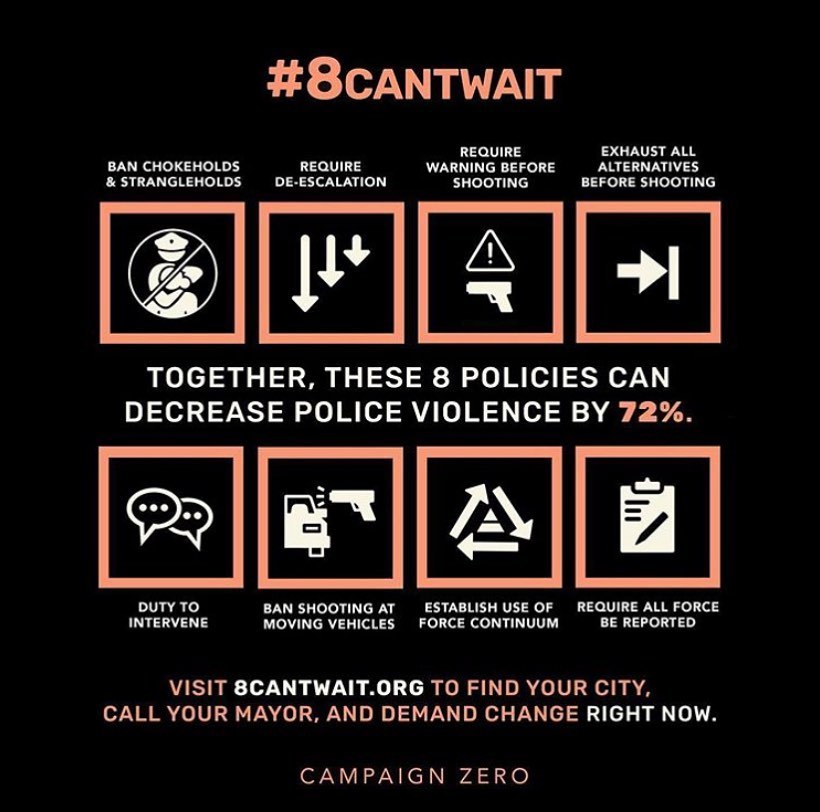 #8CANTWAIT
BAN CHOKEHOLDS
& STRANGLEHOLDS
REQUIRE
DE-ESCALATION
REQUIRE
WARNING BEFORE
SHOOTING
EXHAUST ALL
ALTERNATIVES
BEFORE SHOOTING
TOGETHER, THESE 8 POLICIES CAN
DECREASE POLICE VIOLENCE BY 72%.
DUTY TO
INTERVENE
BAN SHOOTING AT
MOVING VEHICLES
ESTABLISH USE OF
FORCE CONTINUUM
REQUIRE ALL FORCE
BE REPORTED
VISIT 8CANTWAIT.ORG TO FIND YOUR CITY,
CALL YOUR MAYOR, AND DEMAND CHANGE RIGHT NOW.
CAMPAIGN ZERO